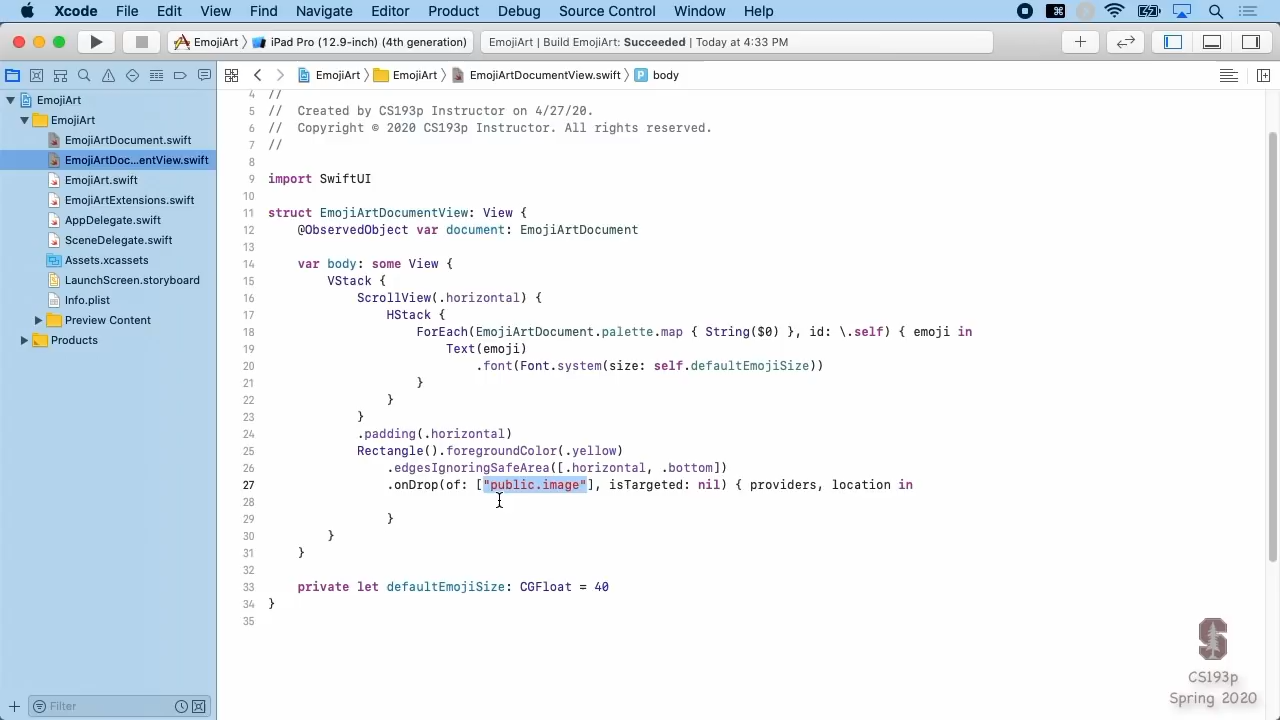 Xcode File Edit View Find Navigate Editor Product Debug Source Control Window Help
EmojiArt 〉 iPad Pro (12.9-inch) (4th generation)
EmojiArt | Build EmojiArt: Succeeded | Today at 4:33 PM
EmojiArt 〉 EmojiArt 〉 EmojiArtDocumentView.swift 〉 P body
EmojiArt
EmojiArt
EmojiArtDocument.swift
EmojiArtDoc...entView.swift
EmojiArt.swift
EmojiArtExtensions.swift
AppDelegate.swift
SceneDelegate.swift
Assets.xcassets
LaunchScreen.storyboard
Info.plist
Preview Content
Products
Filter
4 //
5 // Created by CS193p Instructor on 4/27/20.
6 // Copyright © 2020 CS193p Instructor. All rights reserved.
7 //
8
9 import SwiftUI
10
11 struct EmojiArtDocumentView: View {
12 @ObservedObject var document: EmojiArtDocument
13
14 var body: some View {
15 VStack {
16 ScrollView(.horizontal) {
17 HStack {
18 ForEach(EmojiArtDocument.palette.map { String($0) }, id: \.self) { emoji in
19 Text(emoji)
20 .font(Font.system(size: self.defaultEmojiSize))
21 }
22 }
23 }
24 .padding(.horizontal)
25 Rectangle().foregroundColor(.yellow)
26 .edgesIgnoringSafeArea([.horizontal, .bottom])
27 .onDrop(of: ["public.image"], isTargeted: nil) { providers, location in
28
29 }
30 }
31 }
32
33 private let defaultEmojiSize: CGFloat = 40
34 }
35
CS193p
Spring 2020